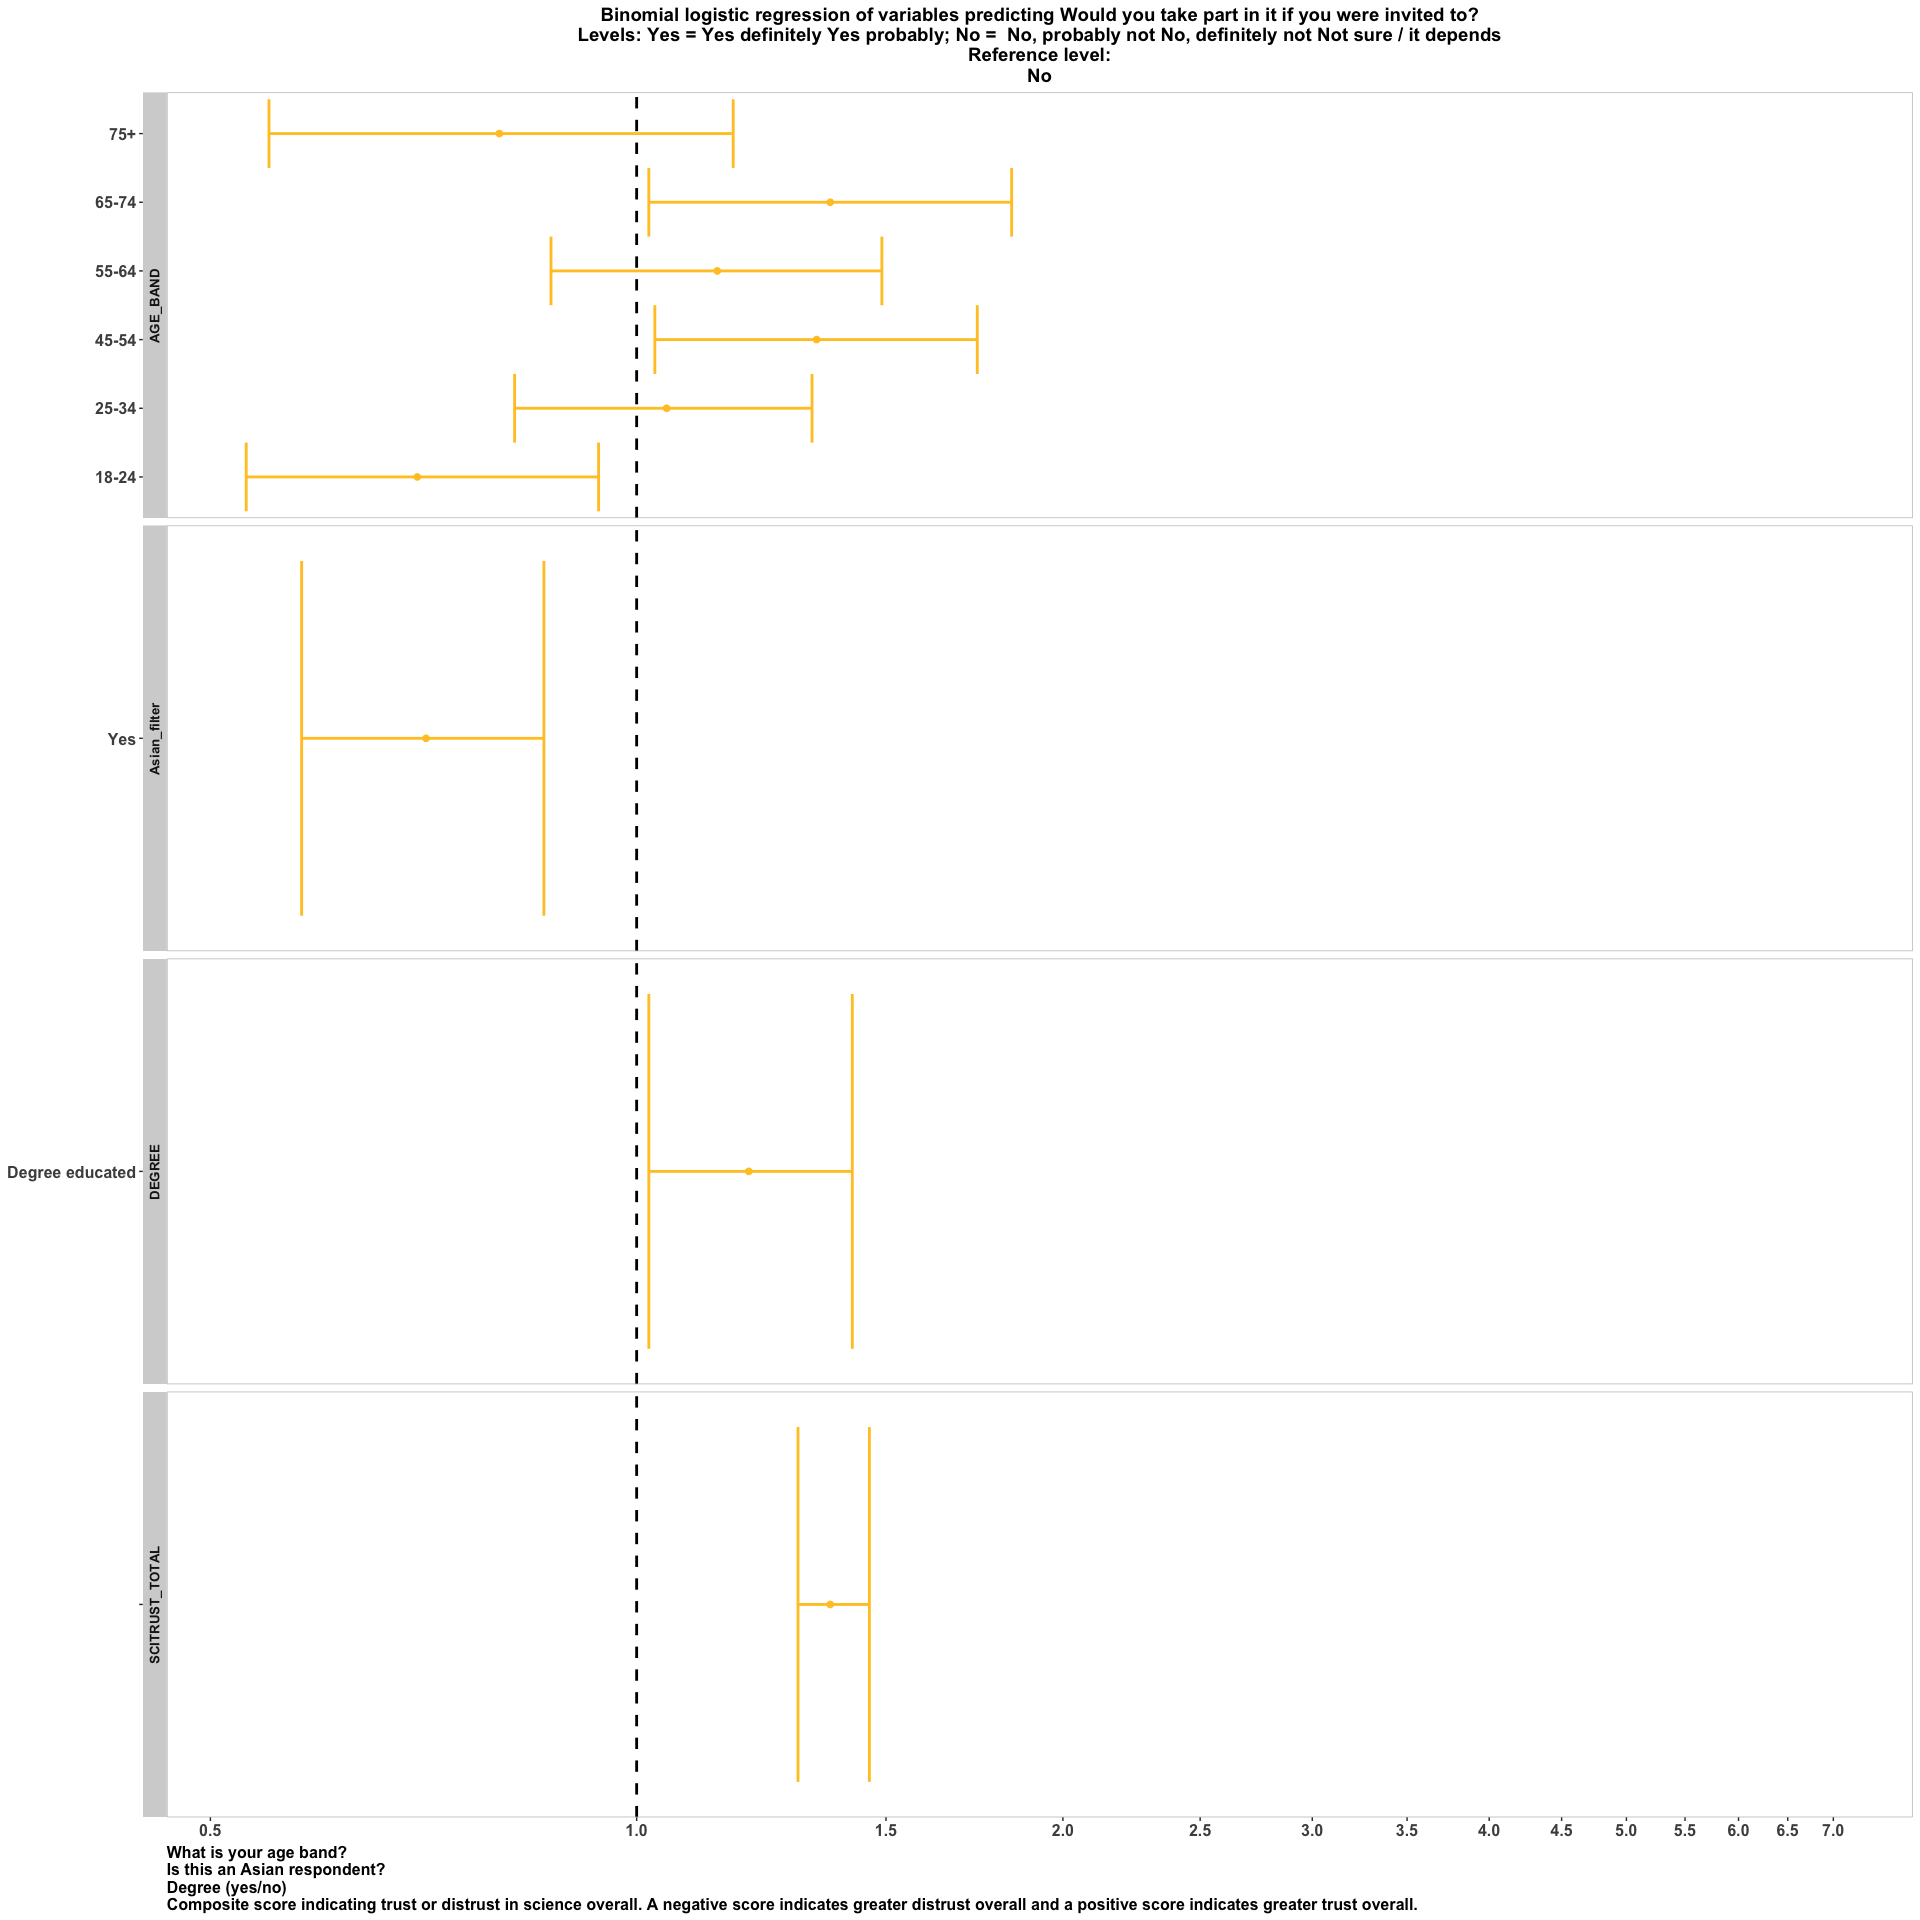 Binomial logistic regression of variables predicting Would you take part in it if you were invited to?
Levels: Yes = Yes definitely Yes probably; No =  No, probably not No, definitely not Not sure / it depends
Reference level:
No
AGE_BAND
75+
65-74
55-64
45-54
25-34
18-24
Asian_filter
Yes
DEGREE
Degree educated
SCITRUST_TOTAL
0.5 1.0 1.5 2.0 2.5 3.0 3.5 4.0 4.5 5.0 5.5 6.0 6.5 7.0
What is your age band?
Is this an Asian respondent?
Degree (yes/no)
Composite score indicating trust or distrust in science overall. A negative score indicates greater distrust overall and a positive score indicates greater trust overall.